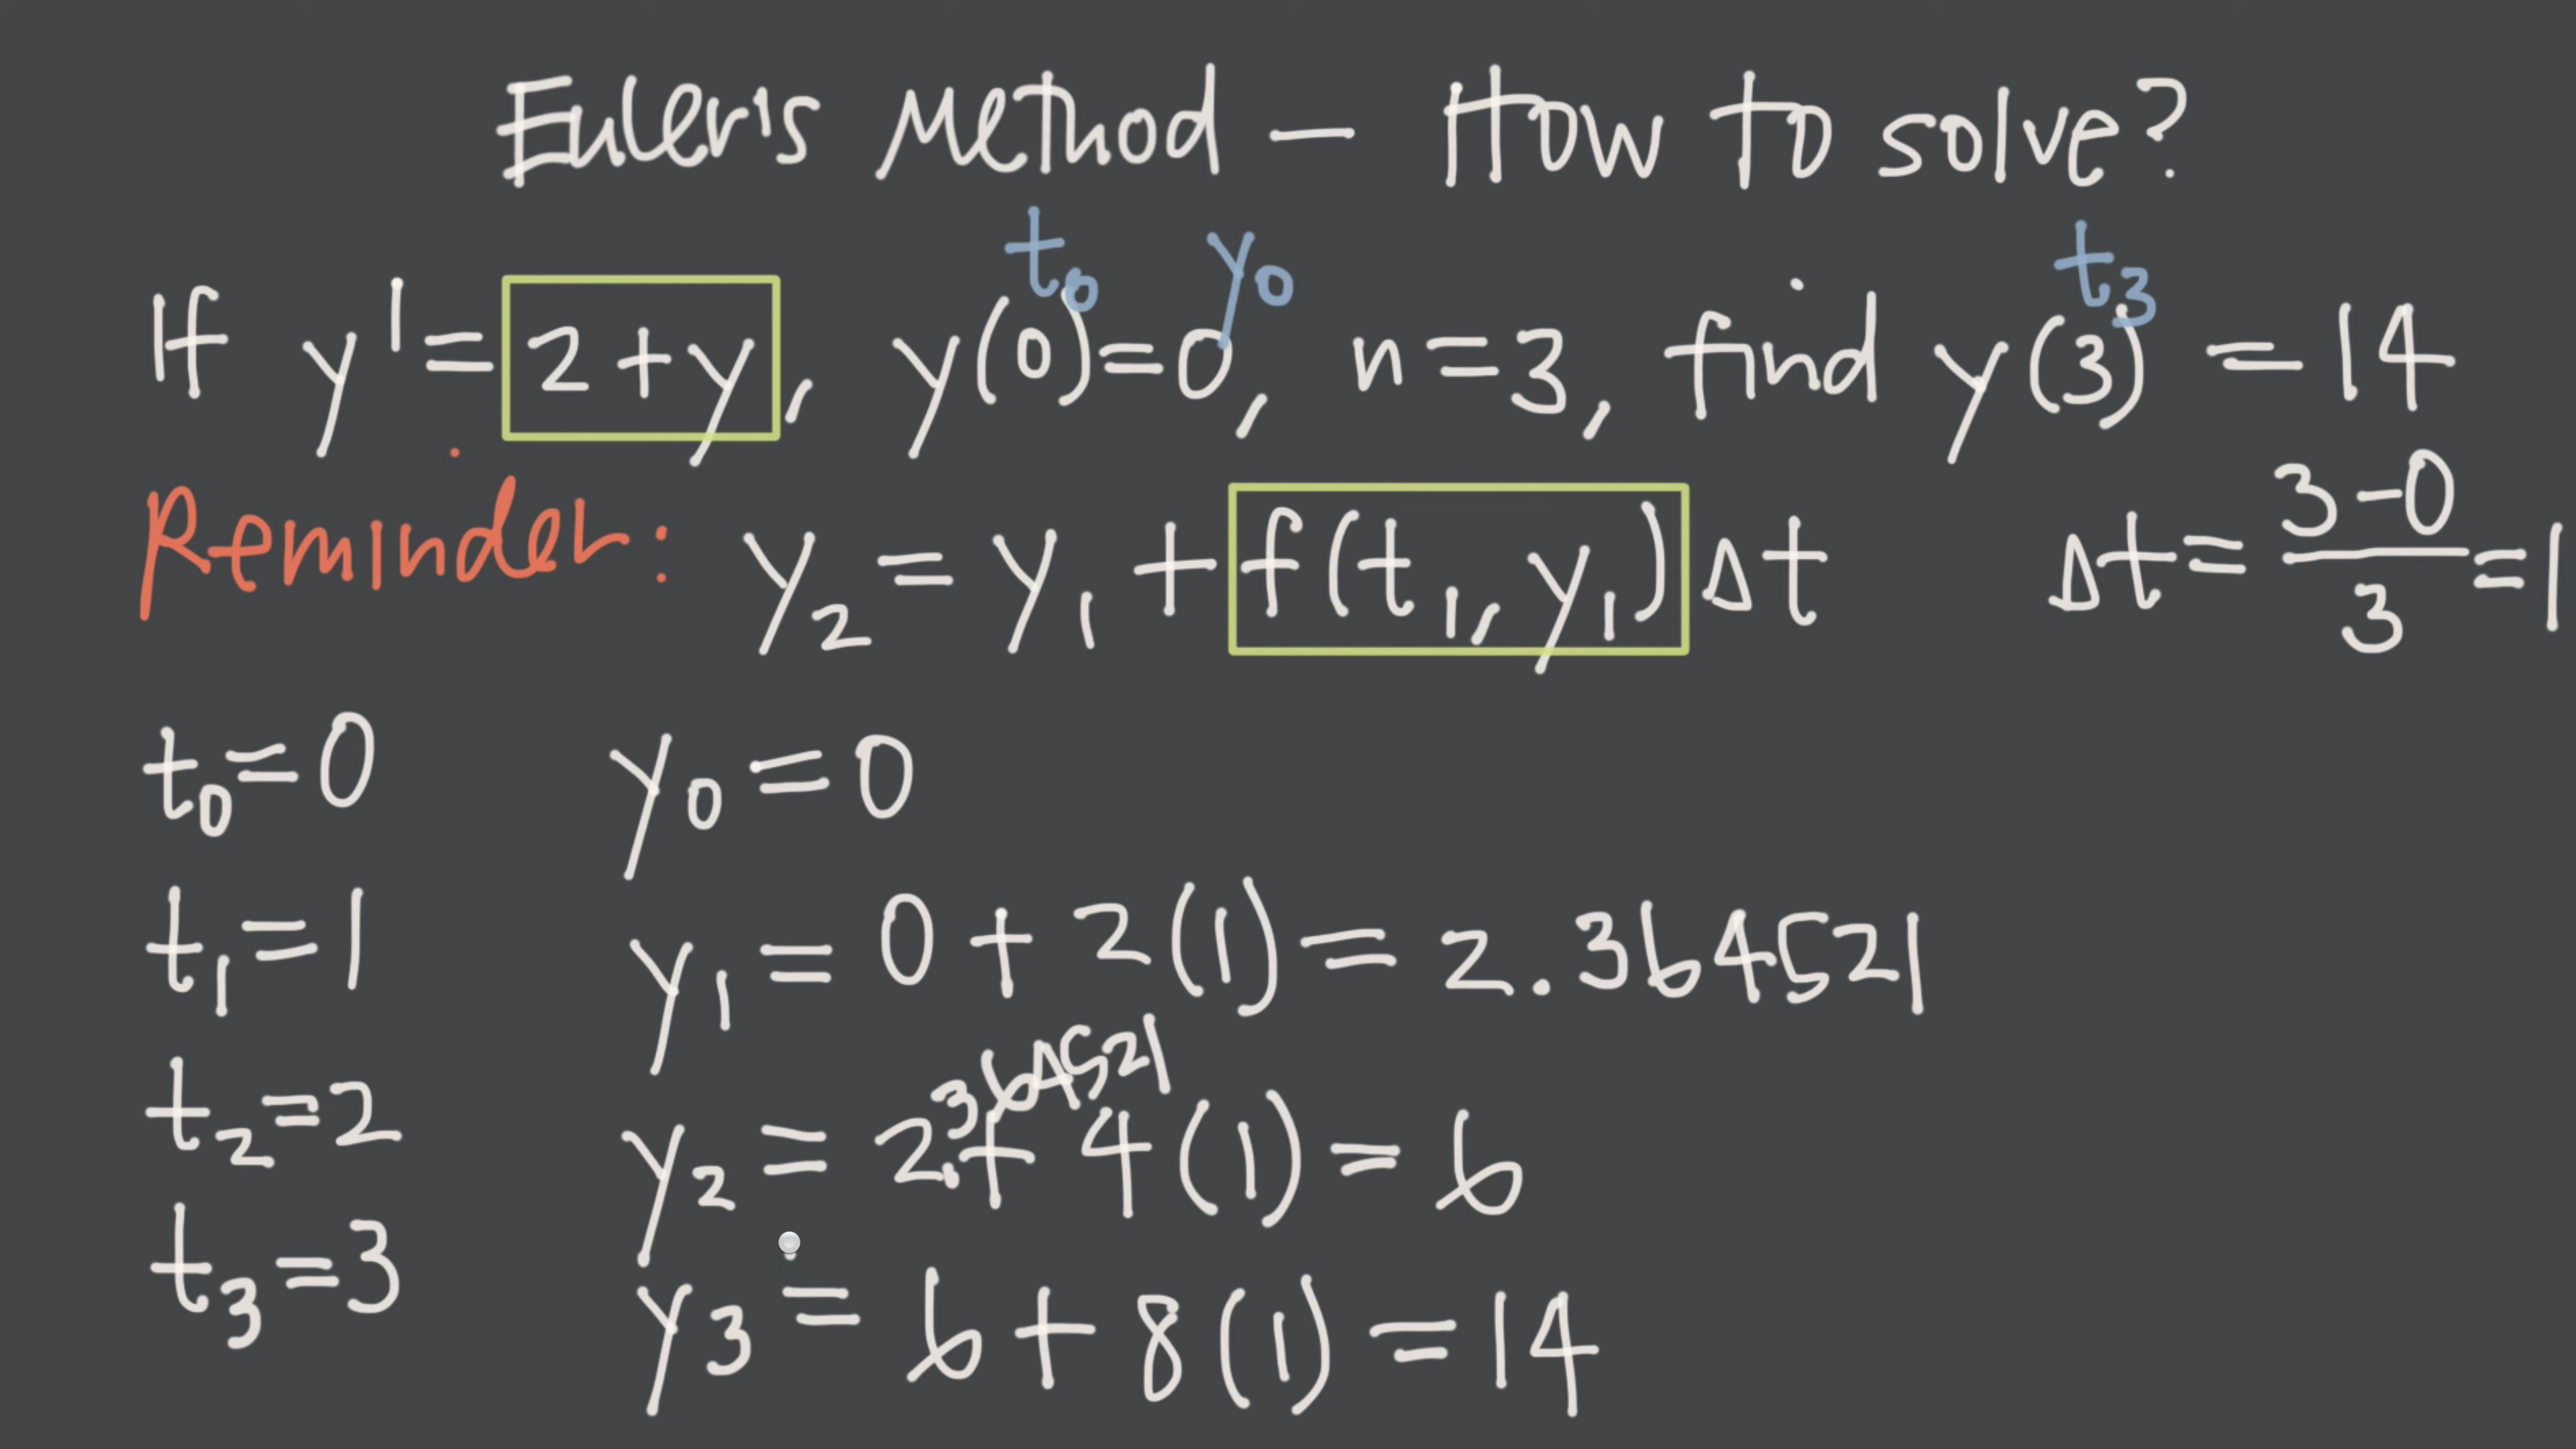 Euler's Method — How to solve?
t₀ y₀ t₃
If y' = 2+y, y(0)=0, n=3, find y(3) =14
Reminder: y₂ = y₁ + f(t₁, y₁)Δt Δt = (3-0)/3 = 1
t₀=0 y₀=0
t₁=1 y₁ = 0+2(1) = 2.364521
t₂=2 y₂ = 2.364521+4(1) = 6
t₃=3 y₃ = 6+8(1) = 14